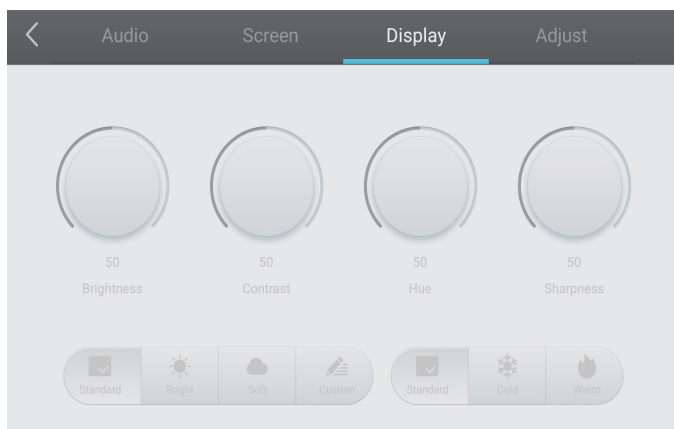 Audio Screen Display Adjust
50 50 50 50
Brightness Contrast Hue Sharpness
Standard Bright Soft Custom Standard Cold Warm